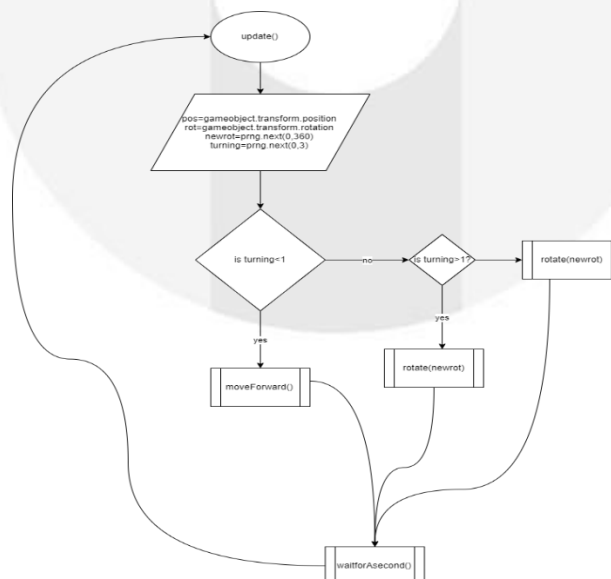 update()
pos=gameobject.transform.position
rot=gameobject.transform.rotation
newrot=prng.next(0,360)
turning=prng.next(0,3)
is turning<1
no
is turning>1?
rotate(newrot)
yes
yes
rotate(newrot)
moveForward()
waitforAsecond()